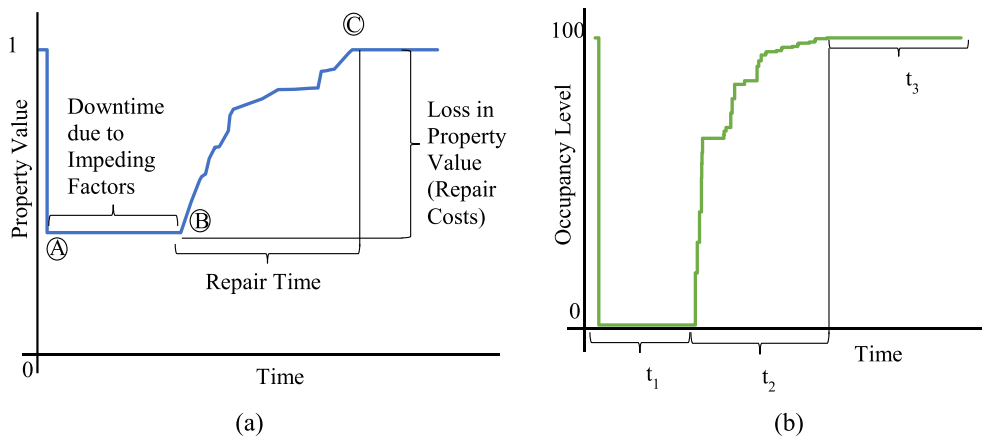 1
Property Value
Downtime
due to
Impeding
Factors
A
B
C
Loss in
Property
Value
(Repair
Costs)
Repair Time
0
Time
(a)
100
Occupancy Level
0
t3
Time
t1
t2
(b)